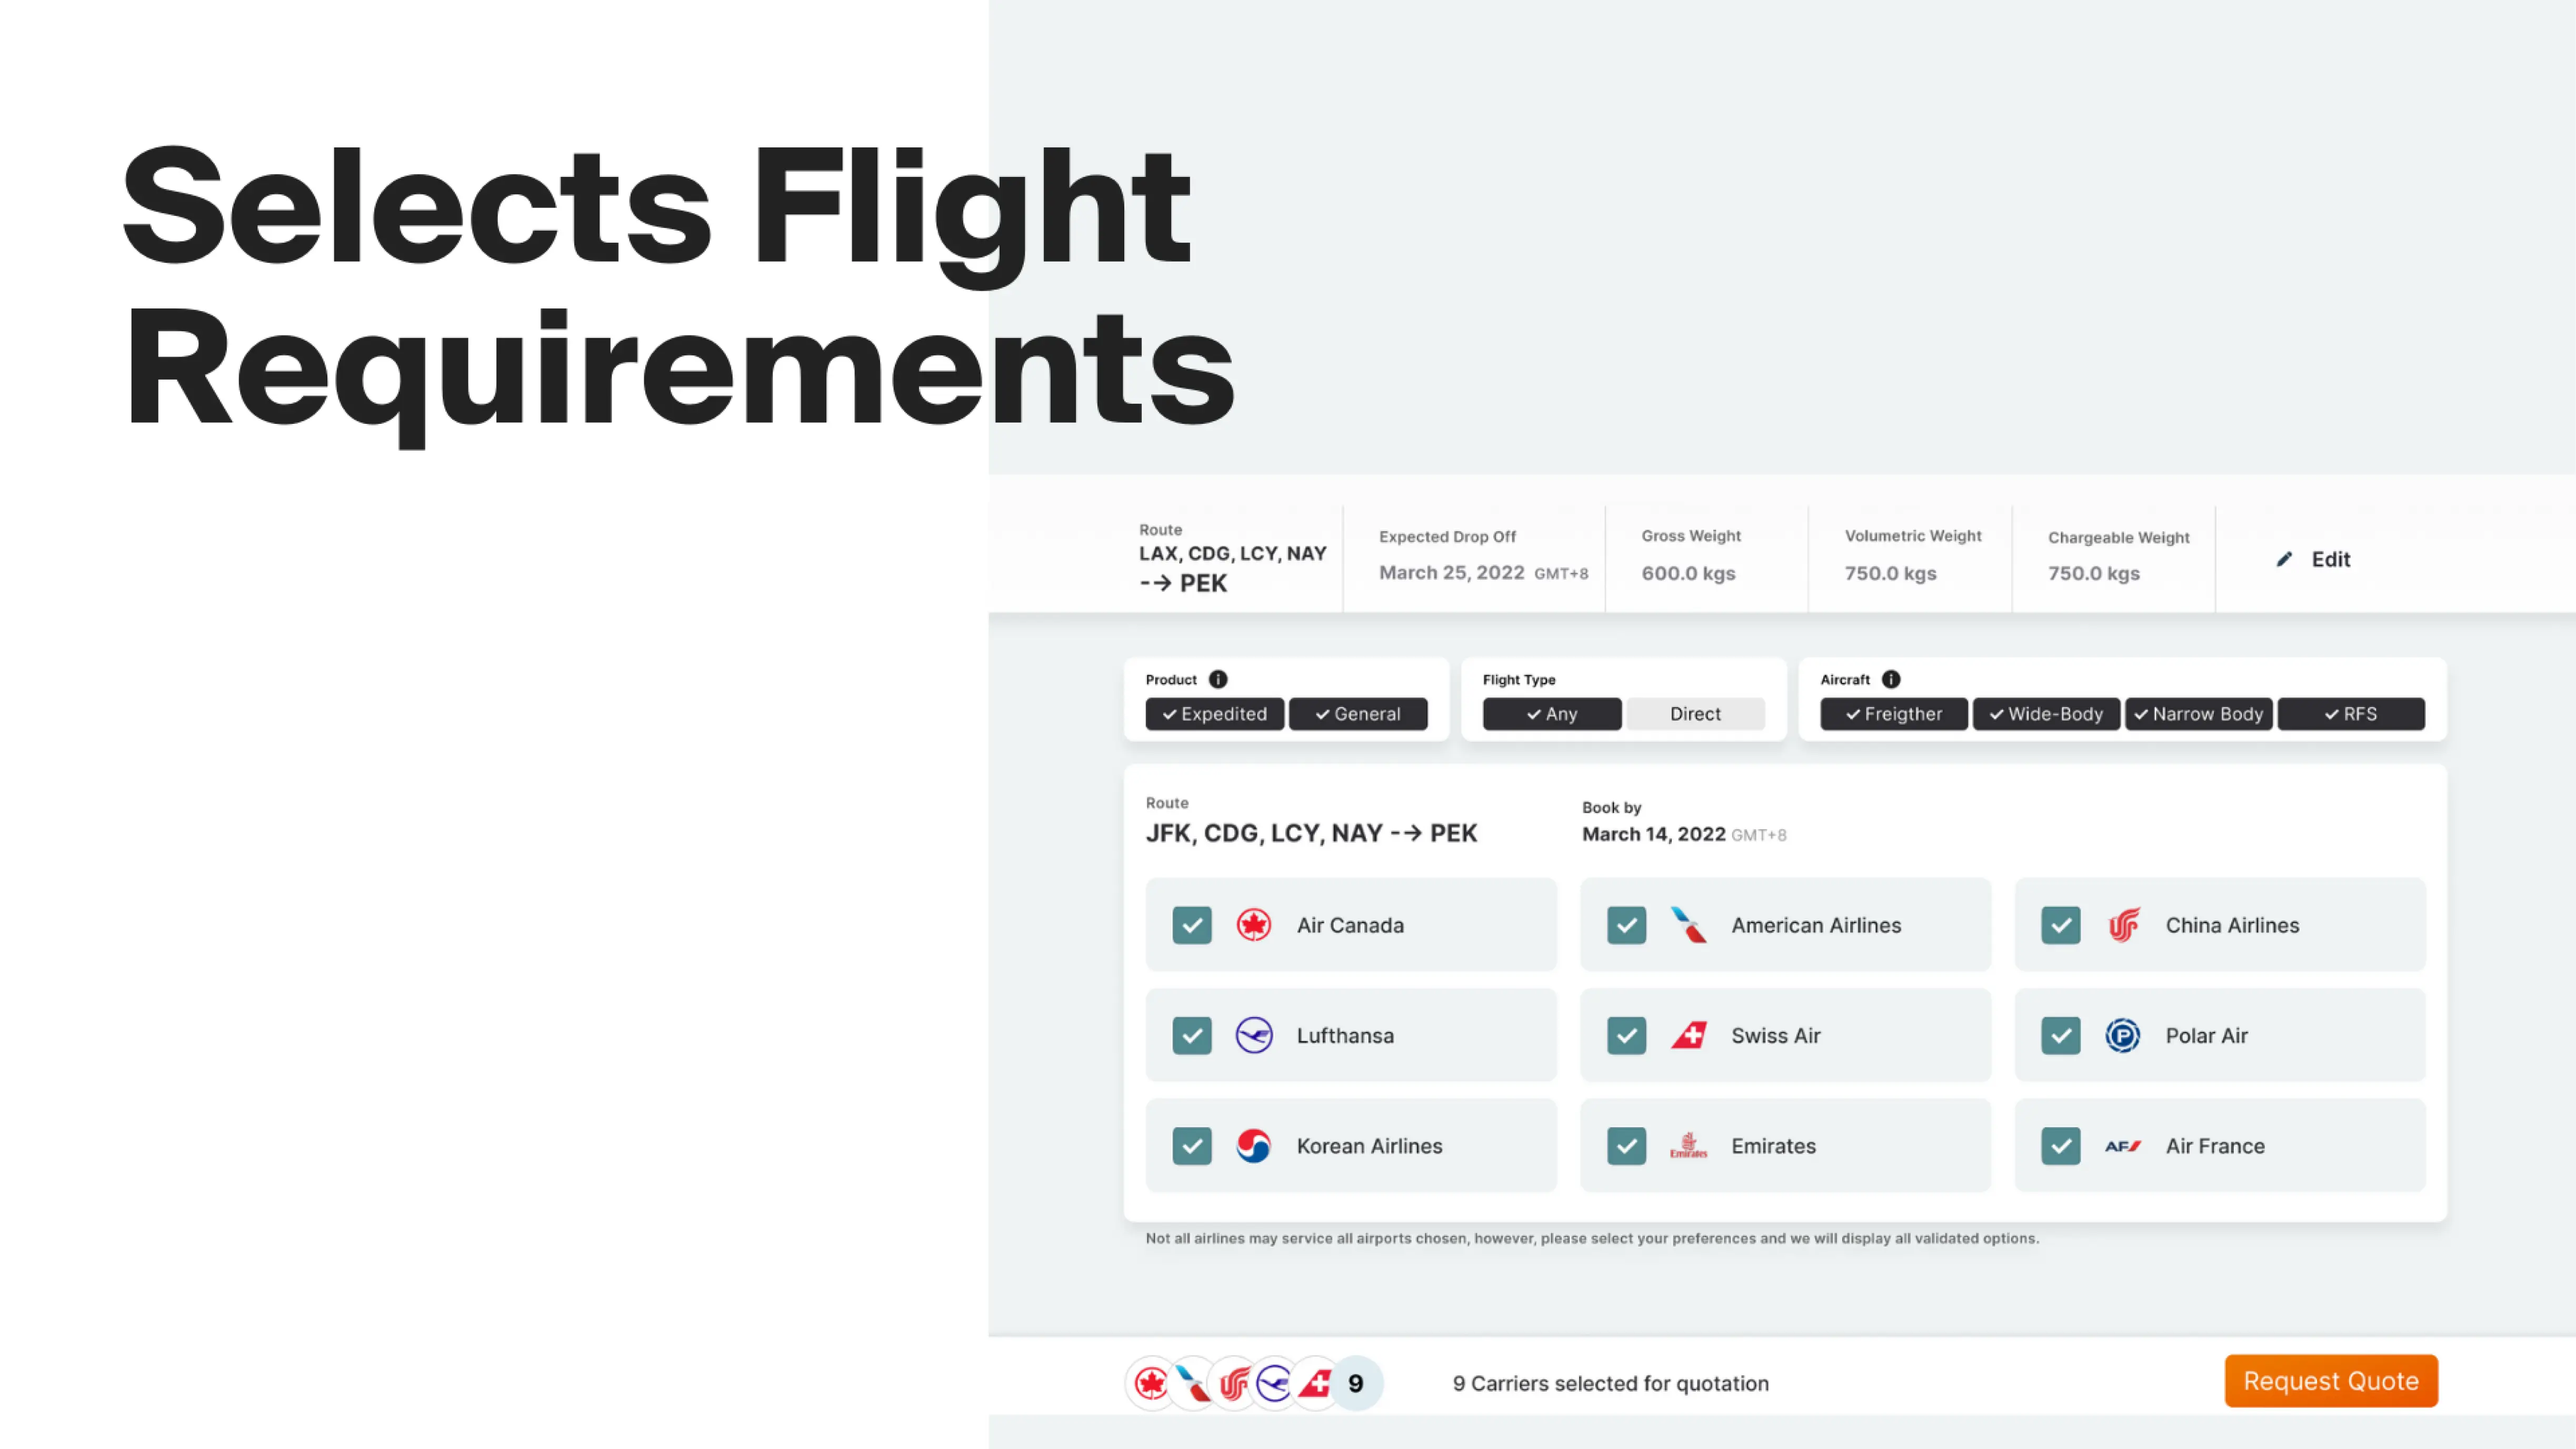 Selects Flight
Requirements
Route
LAX, CDG, LCY, NAY
--> PEK
Expected Drop Off
March 25, 2022 GMT+8
Gross Weight
600.0 kgs
Volumetric Weight
750.0 kgs
Chargeable Weight
750.0 kgs
Edit
Product i
Expedited General
Flight Type
Any Direct
Aircraft i
Freigther Wide-Body Narrow Body RFS
Route
JFK, CDG, LCY, NAY --> PEK
Book by
March 14, 2022 GMT+8
Air Canada
American Airlines
China Airlines
Lufthansa
Swiss Air
P
Polar Air
Korean Airlines
Emirates
Emirates
AF
Air France
Not all airlines may service all airports chosen, however, please select your preferences and we will display all validated options.
9
9 Carriers selected for quotation
Request Quote